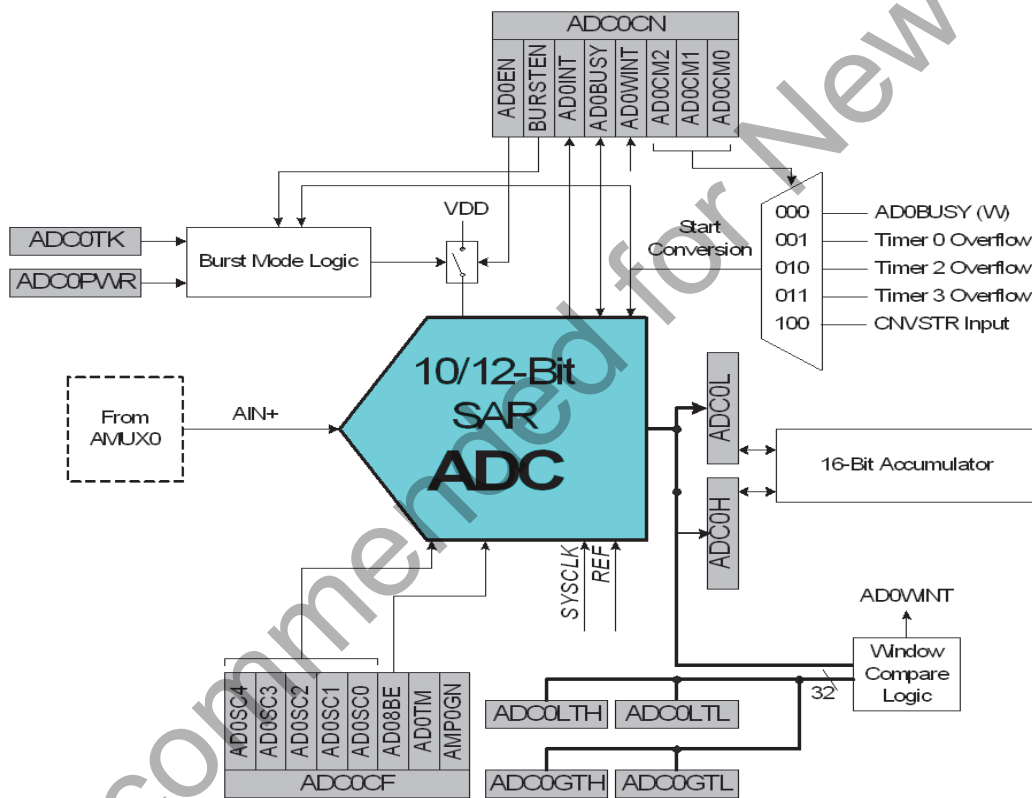 ADC0CN
AD0EN
BURSTEN
AD0INT
AD0BUSY
AD0WINT
AD0CM2
AD0CM1
AD0CM0
VDD
Start
Conversion
000
AD0BUSY (W)
001
Timer 0 Overflow
010
Timer 2 Overflow
011
Timer 3 Overflow
100
CNVSTR Input
ADC0TK
ADC0PWR
Burst Mode Logic
From
AMUX0
AIN+
10/12-Bit
SAR
ADC
ADC0L
ADC0H
16-Bit Accumulator
SYSCLK
REF
AD0WINT
Window
Compare
Logic
32
AD0SC4
AD0SC3
AD0SC2
AD0SC1
AD0SC0
AD08BE
AD0TM
AMP0GN
ADC0CF
ADC0LTH
ADC0LTL
ADC0GTH
ADC0GTL
commended for New